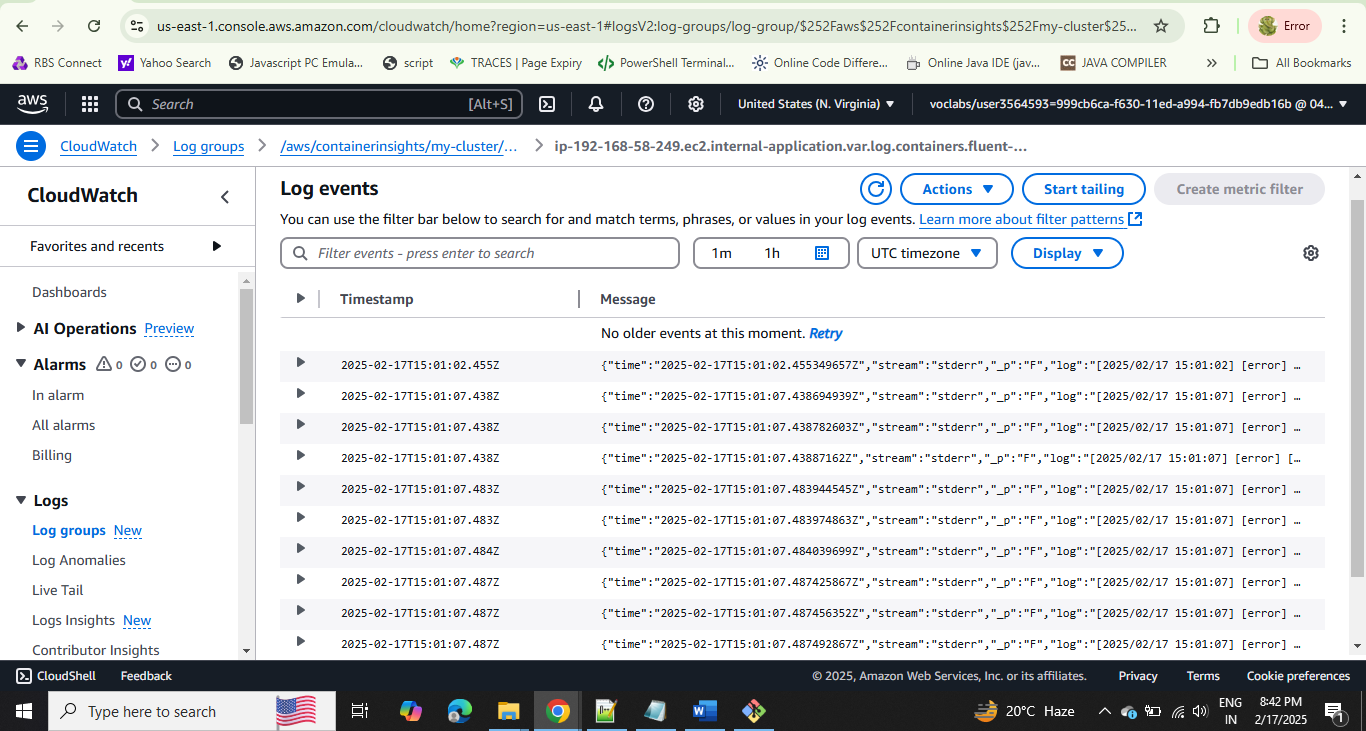 us-east-1.console.aws.amazon.com/cloudwatch/home?region=us-east-1#logsV2:log-groups/log-group/$252Faws$252Fcontainerinsights$252Fmy-cluster$25...
Error
RBS Connect
Yahoo Search
Javascript PC Emula...
script
TRACES | Page Expiry
PowerShell Terminal...
Online Code Differe...
Online Java IDE (jav...
JAVA COMPILER
All Bookmarks
aws
Search [Alt+S]
United States (N. Virginia)
voclabs/user3564593=999cb6ca-f630-11ed-a994-fb7db9edb16b @ 04...
CloudWatch
Log groups
/aws/containerinsights/my-cluster/...
ip-192-168-58-249.ec2.internal-application.var.log.containers.fluent-...
CloudWatch
Favorites and recents
Dashboards
AI Operations Preview
Alarms 0 0 0
In alarm
All alarms
Billing
Logs
Log groups New
Log Anomalies
Live Tail
Logs Insights New
Contributor Insights
Log events
Actions
Start tailing
Create metric filter
You can use the filter bar below to search for and match terms, phrases, or values in your log events. Learn more about filter patterns
Filter events - press enter to search
1m 1h
UTC timezone
Display
Timestamp Message
No older events at this moment. Retry
2025-02-17T15:01:02.455Z {"time":"2025-02-17T15:01:02.455349657Z","stream":"stderr","_p":"F","log":"[2025/02/17 15:01:02] [error] …
2025-02-17T15:01:07.438Z {"time":"2025-02-17T15:01:07.438694939Z","stream":"stderr","_p":"F","log":"[2025/02/17 15:01:07] [error] …
2025-02-17T15:01:07.438Z {"time":"2025-02-17T15:01:07.438782603Z","stream":"stderr","_p":"F","log":"[2025/02/17 15:01:07] [error] …
2025-02-17T15:01:07.438Z {"time":"2025-02-17T15:01:07.43887162Z","stream":"stderr","_p":"F","log":"[2025/02/17 15:01:07] [error] […
2025-02-17T15:01:07.483Z {"time":"2025-02-17T15:01:07.483944545Z","stream":"stderr","_p":"F","log":"[2025/02/17 15:01:07] [error] …
2025-02-17T15:01:07.483Z {"time":"2025-02-17T15:01:07.483974863Z","stream":"stderr","_p":"F","log":"[2025/02/17 15:01:07] [error] …
2025-02-17T15:01:07.484Z {"time":"2025-02-17T15:01:07.484039699Z","stream":"stderr","_p":"F","log":"[2025/02/17 15:01:07] [error] …
2025-02-17T15:01:07.487Z {"time":"2025-02-17T15:01:07.487425867Z","stream":"stderr","_p":"F","log":"[2025/02/17 15:01:07] [error] …
2025-02-17T15:01:07.487Z {"time":"2025-02-17T15:01:07.487456352Z","stream":"stderr","_p":"F","log":"[2025/02/17 15:01:07] [error] …
2025-02-17T15:01:07.487Z {"time":"2025-02-17T15:01:07.487492867Z","stream":"stderr","_p":"F","log":"[2025/02/17 15:01:07] [error] …
CloudShell
Feedback
© 2025, Amazon Web Services, Inc. or its affiliates.
Privacy
Terms
Cookie preferences
Type here to search
20°C Haze
ENG
IN
8:42 PM
2/17/2025
1